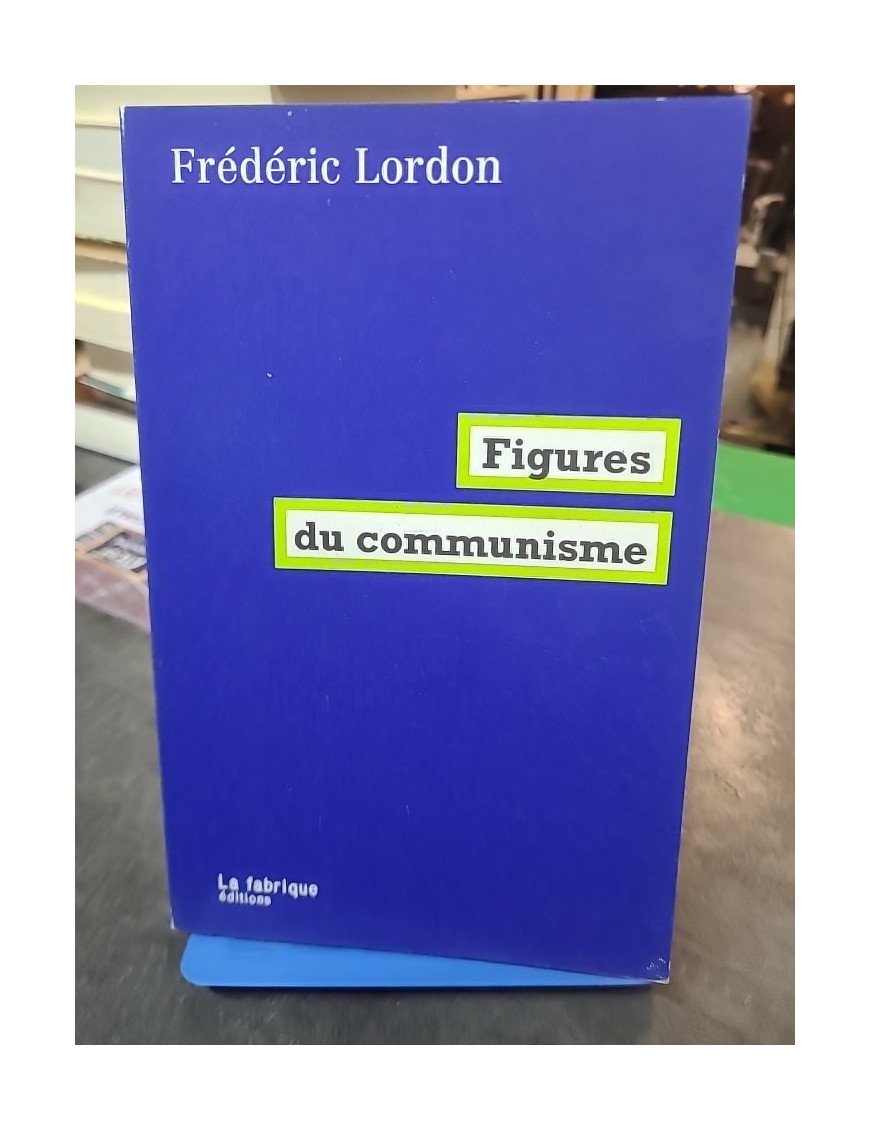 Frédéric Lordon
Figures
du communisme
La fabrique
éditions